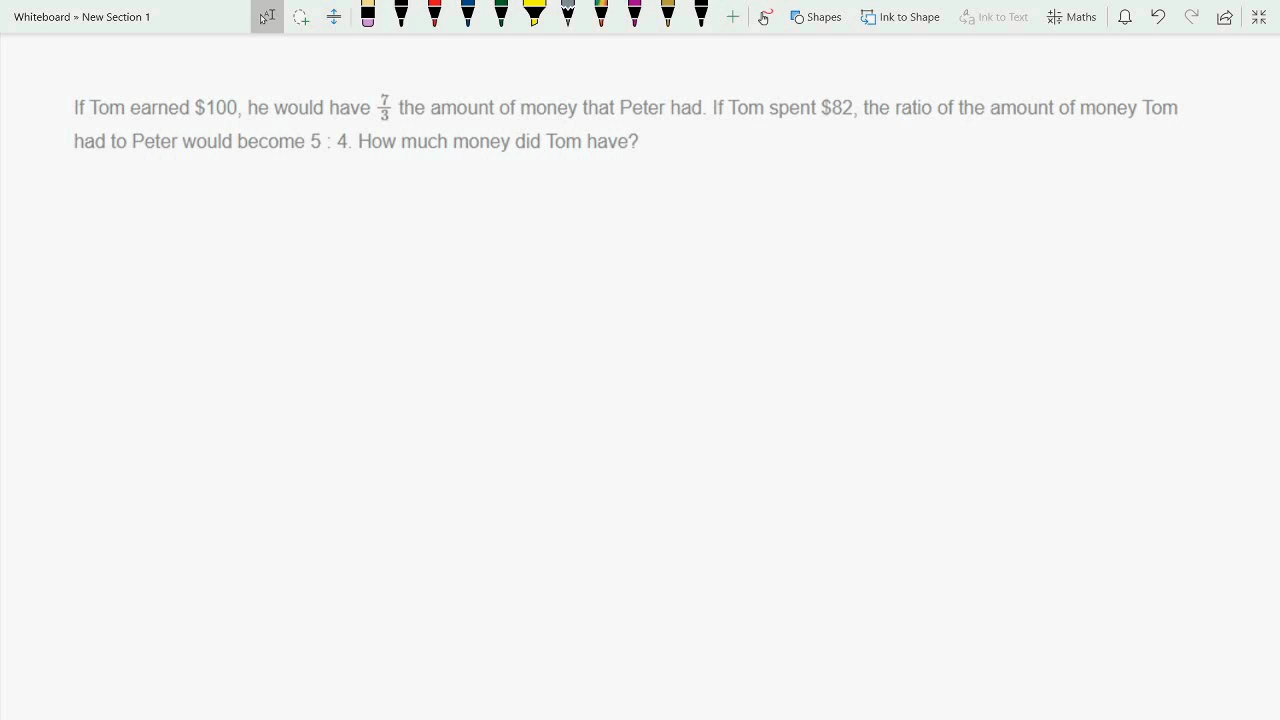 Whiteboard » New Section 1
Shapes
Ink to Shape
Ink to Text
Maths
If Tom earned $100, he would have 7/3 the amount of money that Peter had. If Tom spent $82, the ratio of the amount of money Tom
had to Peter would become 5 : 4. How much money did Tom have?